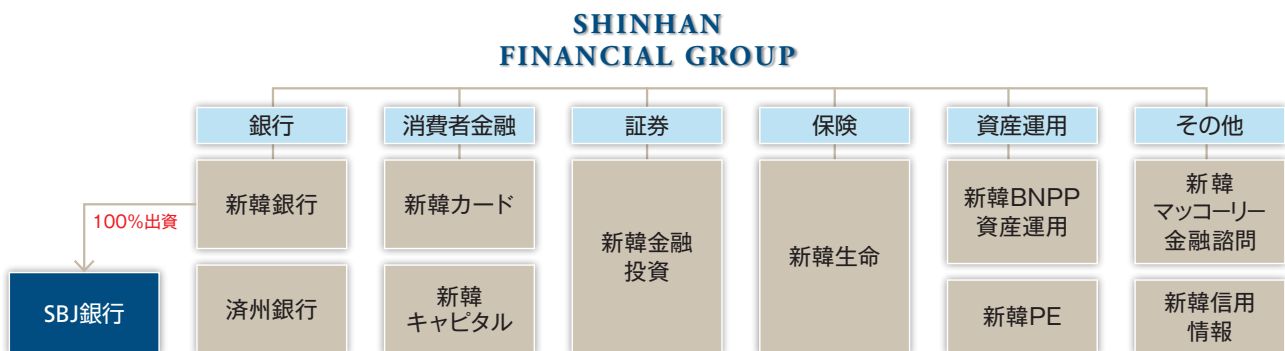 SHINHAN
FINANCIAL GROUP
銀行
消費者金融
証券
保険
資産運用
その他
新韓銀行
新韓カード
新韓金融
投資
新韓生命
新韓BNPP
資産運用
新韓
マッコーリー
金融諮問
100%出資
SBJ銀行
済州銀行
新韓
キャピタル
新韓PE
新韓信用
情報